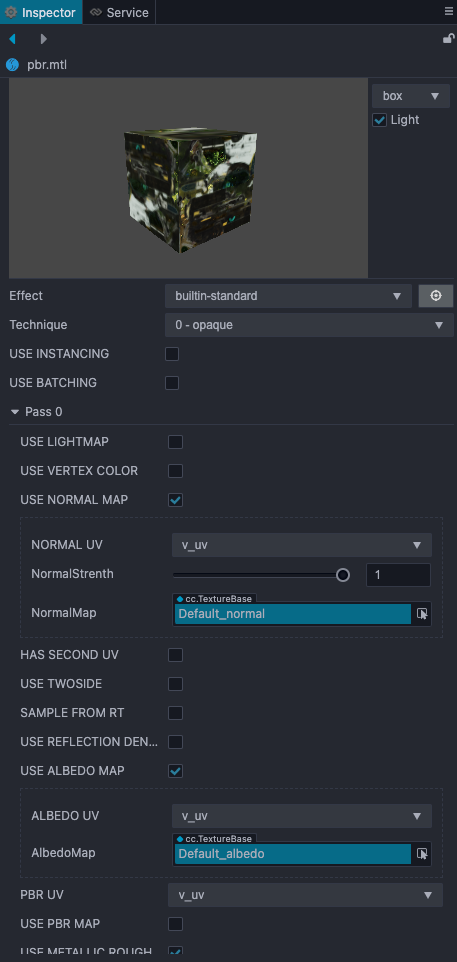 Inspector Service
pbr.mtl
box
Light
Effect builtin-standard
Technique 0 - opaque
USE INSTANCING
USE BATCHING
Pass 0
USE LIGHTMAP
USE VERTEX COLOR
USE NORMAL MAP
NORMAL UV v_uv
NormalStrenth 1
cc.TextureBase
NormalMap Default_normal
HAS SECOND UV
USE TWOSIDE
SAMPLE FROM RT
USE REFLECTION DEN...
USE ALBEDO MAP
ALBEDO UV v_uv
cc.TextureBase
AlbedoMap Default_albedo
PBR UV v_uv
USE PBR MAP
USE METALLIC ROUGH